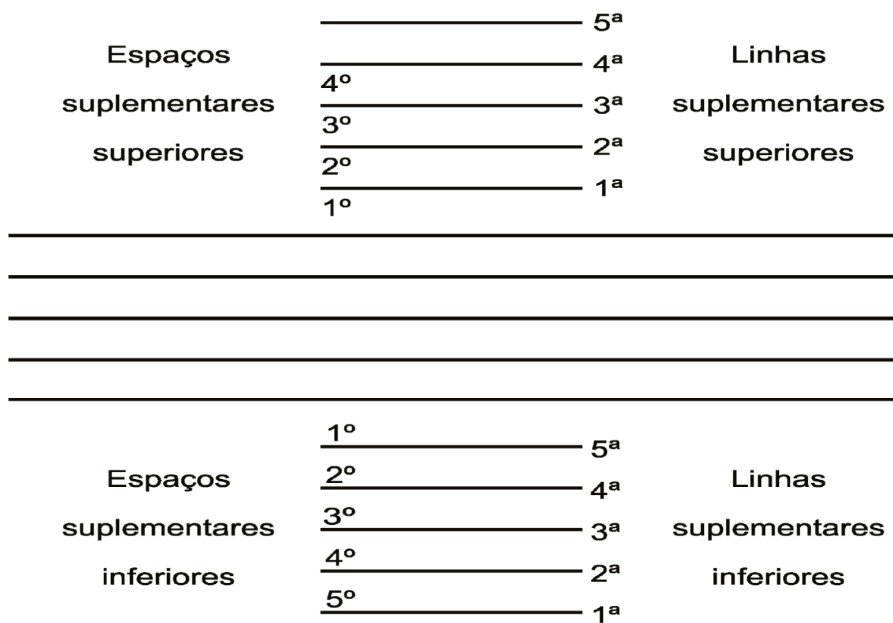 5ª
Espaços
suplementares
superiores
4ª
4º
3ª
3º
2ª
2º
1ª
1º
Linhas
suplementares
superiores
1º
5ª
Espaços
suplementares
inferiores
2º
4ª
3º
3ª
4º
2ª
5º
1ª
Linhas
suplementares
inferiores